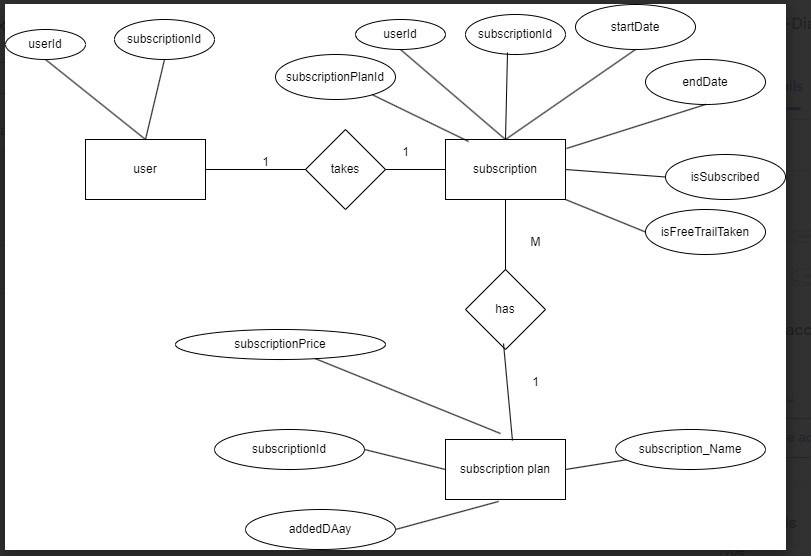 userId
subscriptionId
userId
subscriptionId
startDate
subscriptionPlanId
endDate
user
1
takes
1
subscription
isSubscribed
isFreeTrailTaken
M
has
subscriptionPrice
1
subscriptionId
subscription plan
subscription_Name
addedDAay